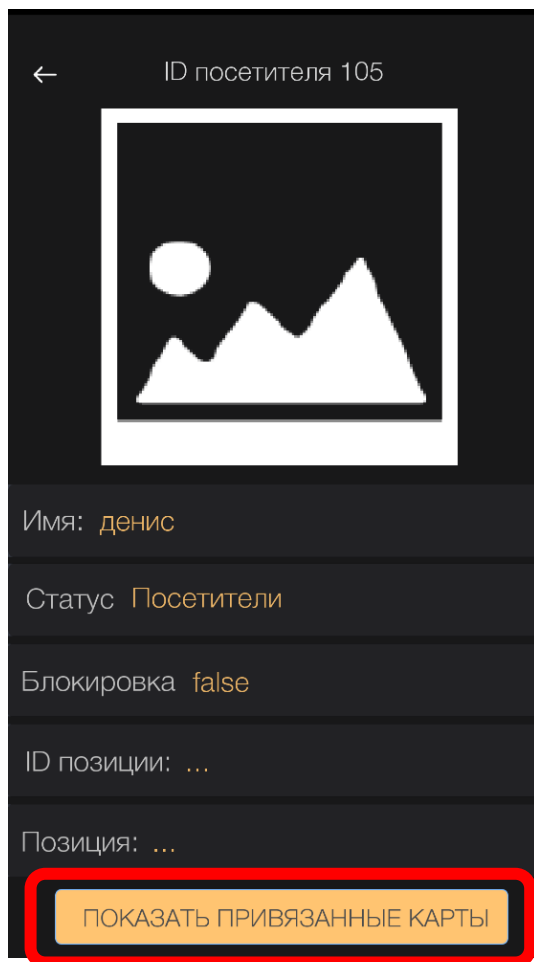 ID посетителя 105
Имя: денис
Статус Посетители
Блокировка false
ID позиции: ...
Позиция: ...
ПОКАЗАТЬ ПРИВЯЗАННЫЕ КАРТЫ